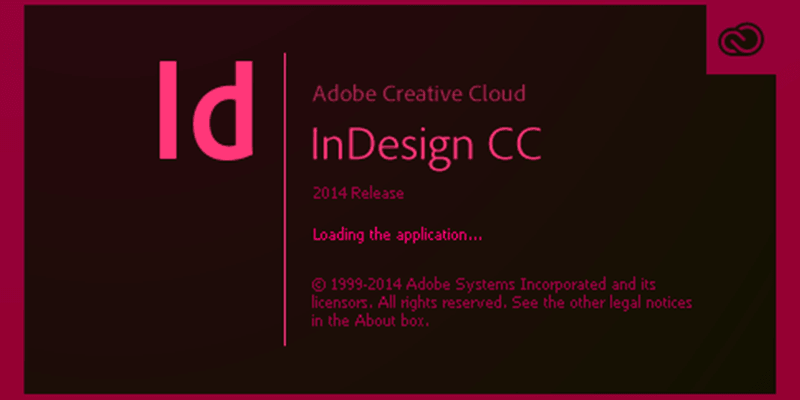 Id
Adobe Creative Cloud
InDesign CC
2014 Release
Loading the application...
© 1999-2014 Adobe Systems Incorporated and its
licensors. All rights reserved. See the other legal notices
in the About box.